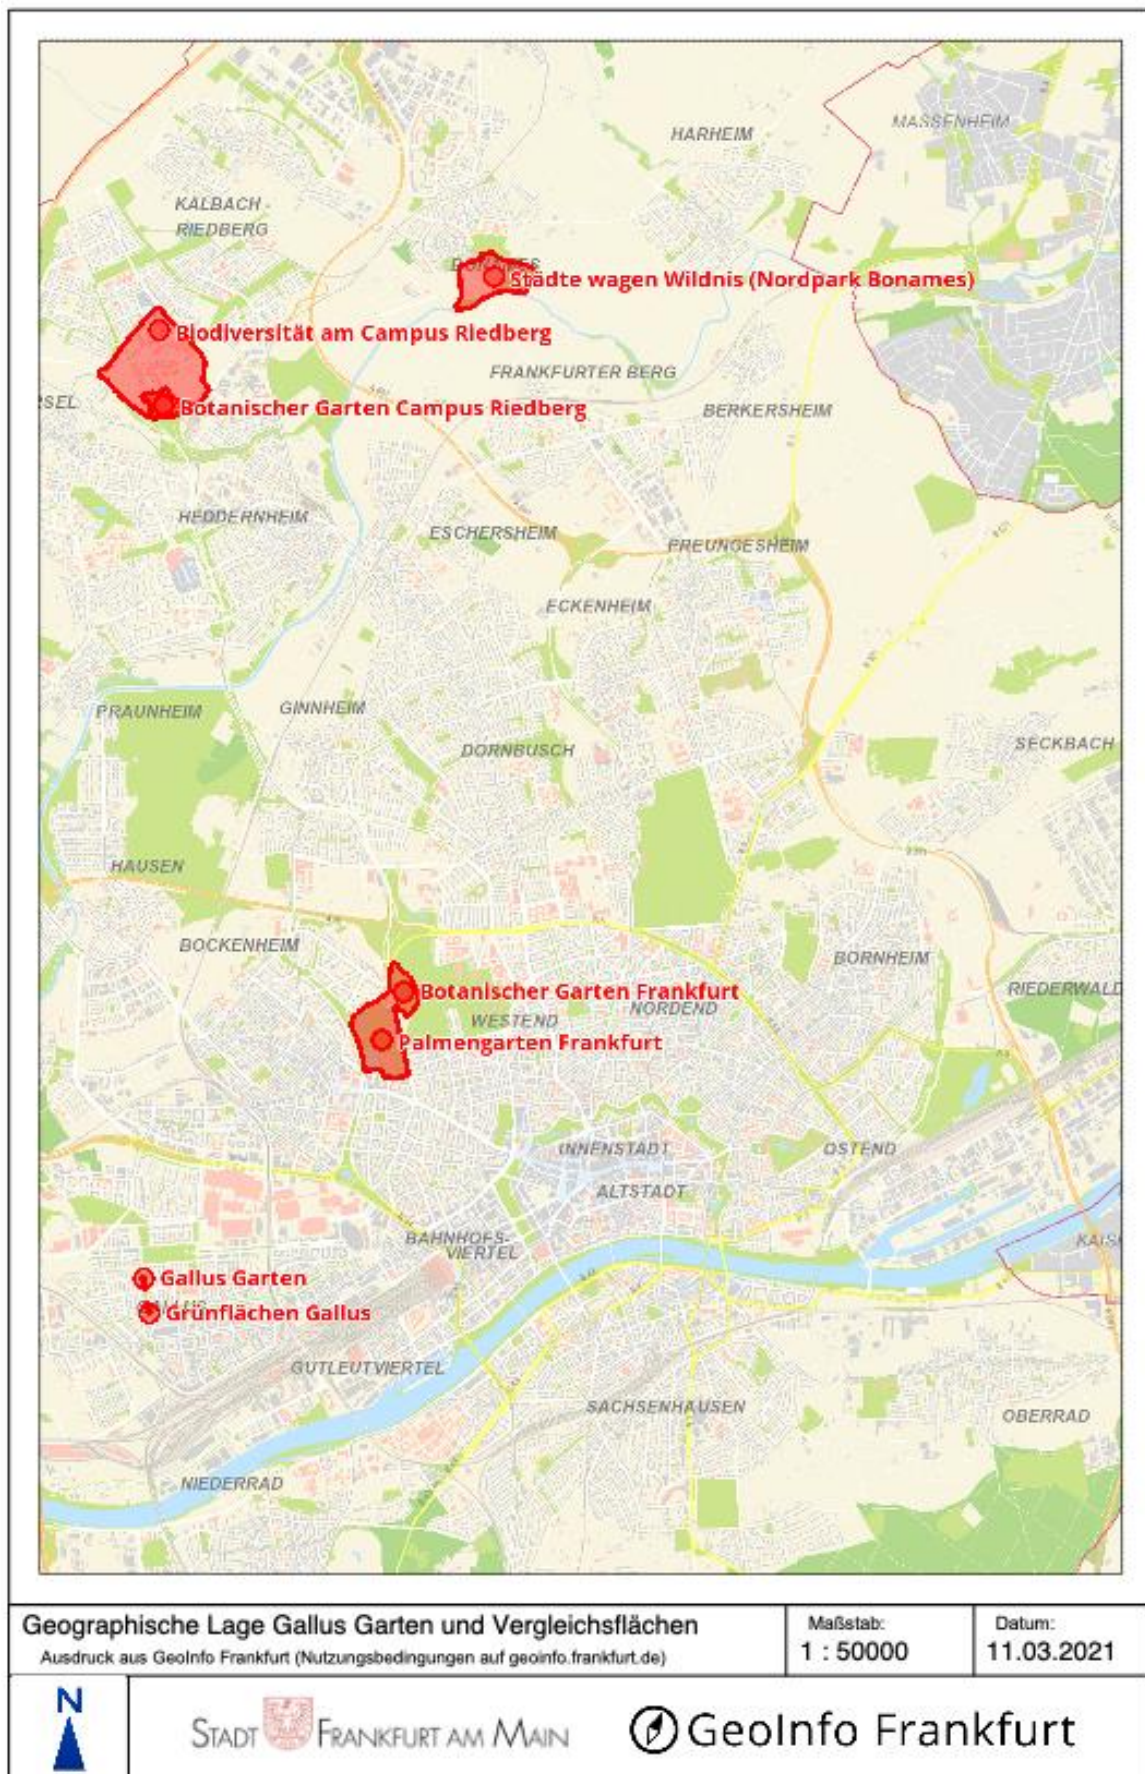 HARHEIM
MASSENHEIM
KALBACH -
RIEDBERG
Städte wagen Wildnis (Nordpark Bonames)
Biodiversität am Campus Riedberg
FRANKFURTER BERG
Botanischer Garten Campus Riedberg
BERKERSHEIM
HEDDERNHEIM
ESCHERSHEIM
PREUNGESHEIM
ECKENHEIM
PRAUNHEIM
GINNHEIM
DORNBUSCH
SECKBACH
HAUSEN
BOCKENHEIM
BORNHEIM
RIEDERWALD
Botanischer Garten Frankfurt
NORDEND
WESTEND
Palmengarten Frankfurt
INNENSTADT
OSTEND
ALTSTADT
BAHNHOFS-
VIERTEL
Gallus Garten
Grünflächen Gallus
GUTLEUTVIERTEL
SACHSENHAUSEN
OBERRAD
NIEDERRAD
Geographische Lage Gallus Garten und Vergleichsflächen
Ausdruck aus GeoInfo Frankfurt (Nutzungsbedingungen auf geoinfo.frankfurt.de)
Maßstab:
1 : 50000
Datum:
11.03.2021
N
STADT FRANKFURT AM MAIN
GeoInfo Frankfurt